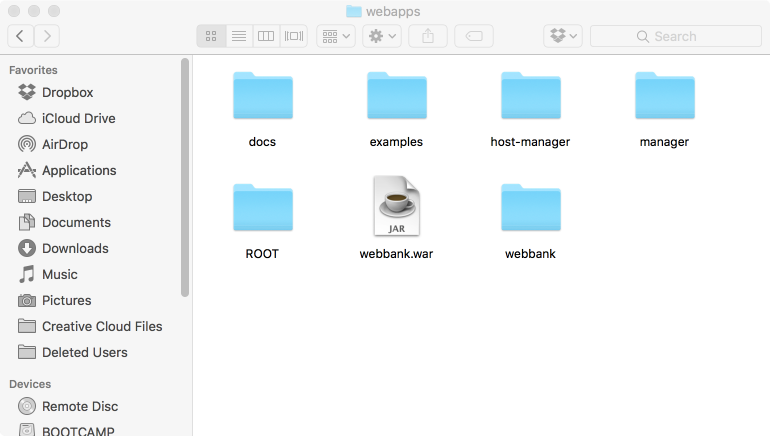 webapps
Search
Favorites
Dropbox
iCloud Drive
AirDrop
Applications
Desktop
Documents
Downloads
Music
Pictures
Creative Cloud Files
Deleted Users
Devices
Remote Disc
BOOTCAMP
docs
examples
host-manager
manager
JAR
ROOT
webbank.war
webbank